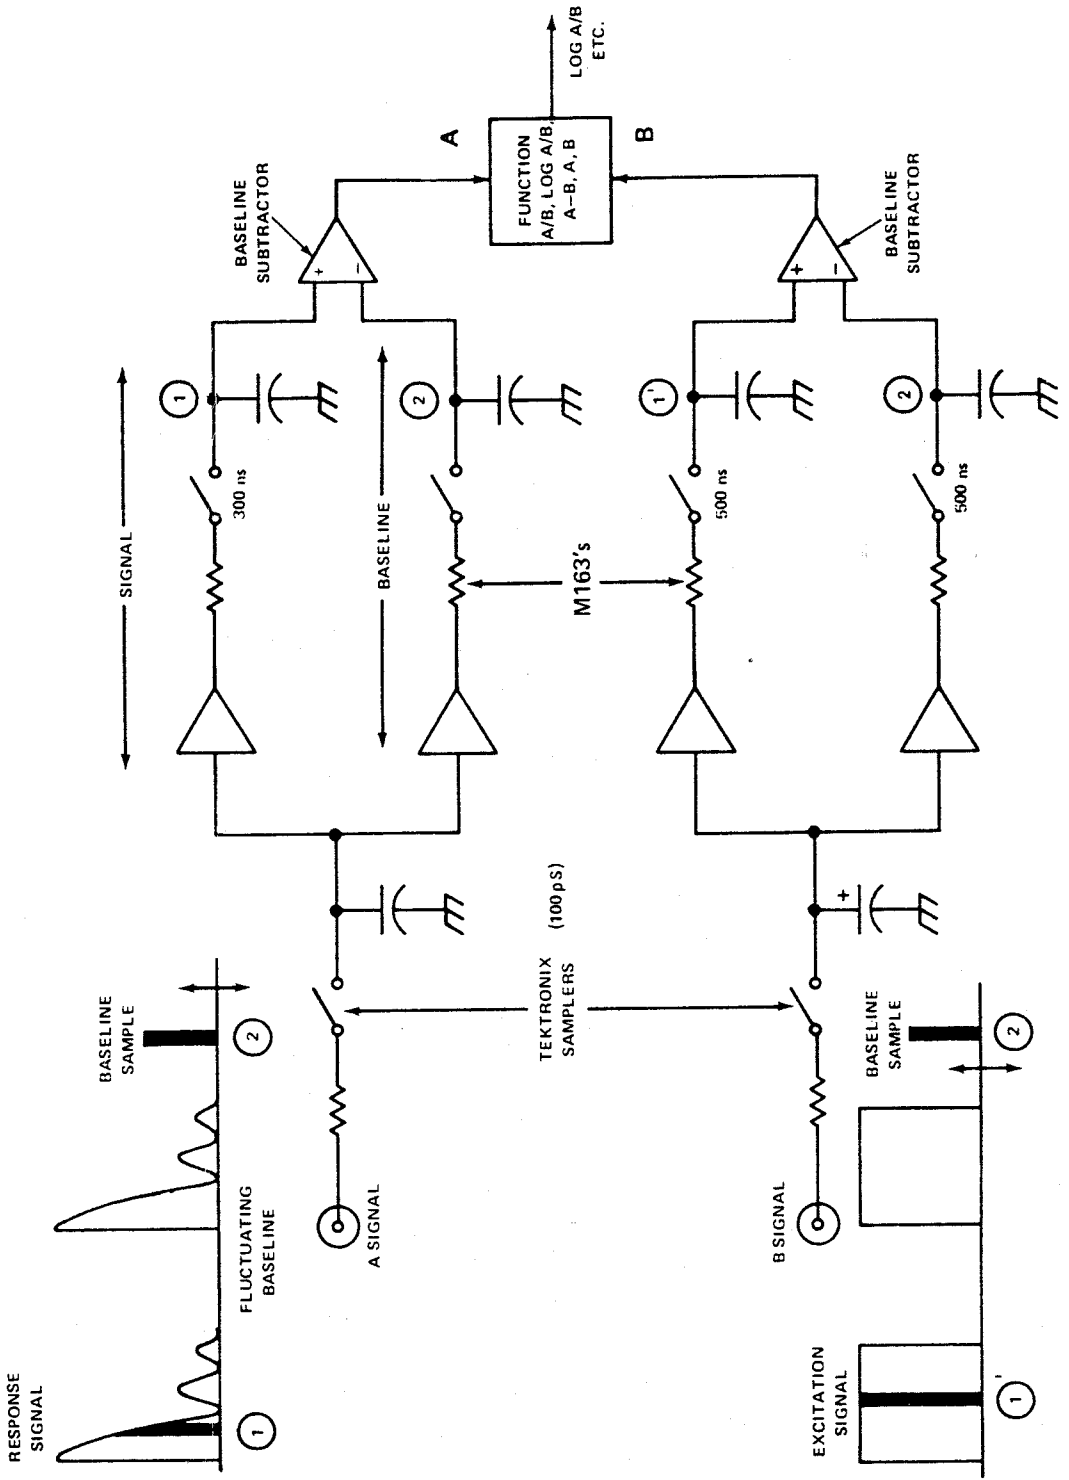 RESPONSE
SIGNAL
1
FLUCTUATING
BASELINE
BASELINE
SAMPLE
2
A SIGNAL
TEKTRONIX
SAMPLERS
(100pS)
SIGNAL
300 ns
1
BASELINE
2
M163's
BASELINE
SUBTRACTOR
+
−
A
FUNCTION
A/B, LOG A/B,
A−B, A, B
LOG A/B
ETC.
B
EXCITATION
SIGNAL
1'
BASELINE
SAMPLE
2
B SIGNAL
+
500 ns
1'
500 ns
2
+
−
BASELINE
SUBTRACTOR